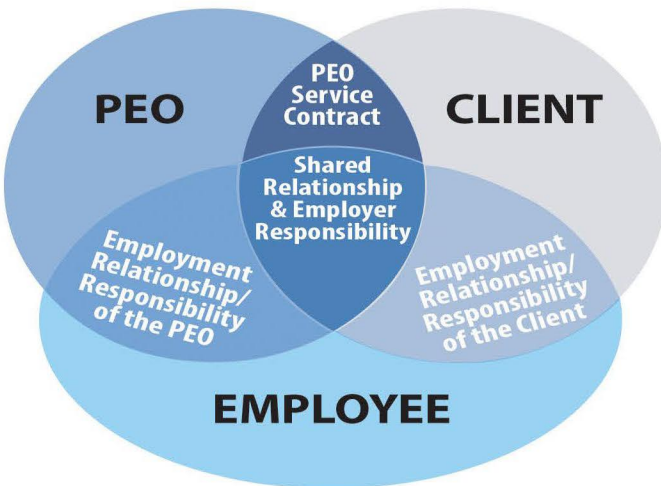 PEO
PEO
Service
Contract
CLIENT
Shared
Relationship
& Employer
Responsibility
Employment
Relationship/
Responsibility
of the PEO
Employment
Relationship/
Responsibility
of the Client
EMPLOYEE